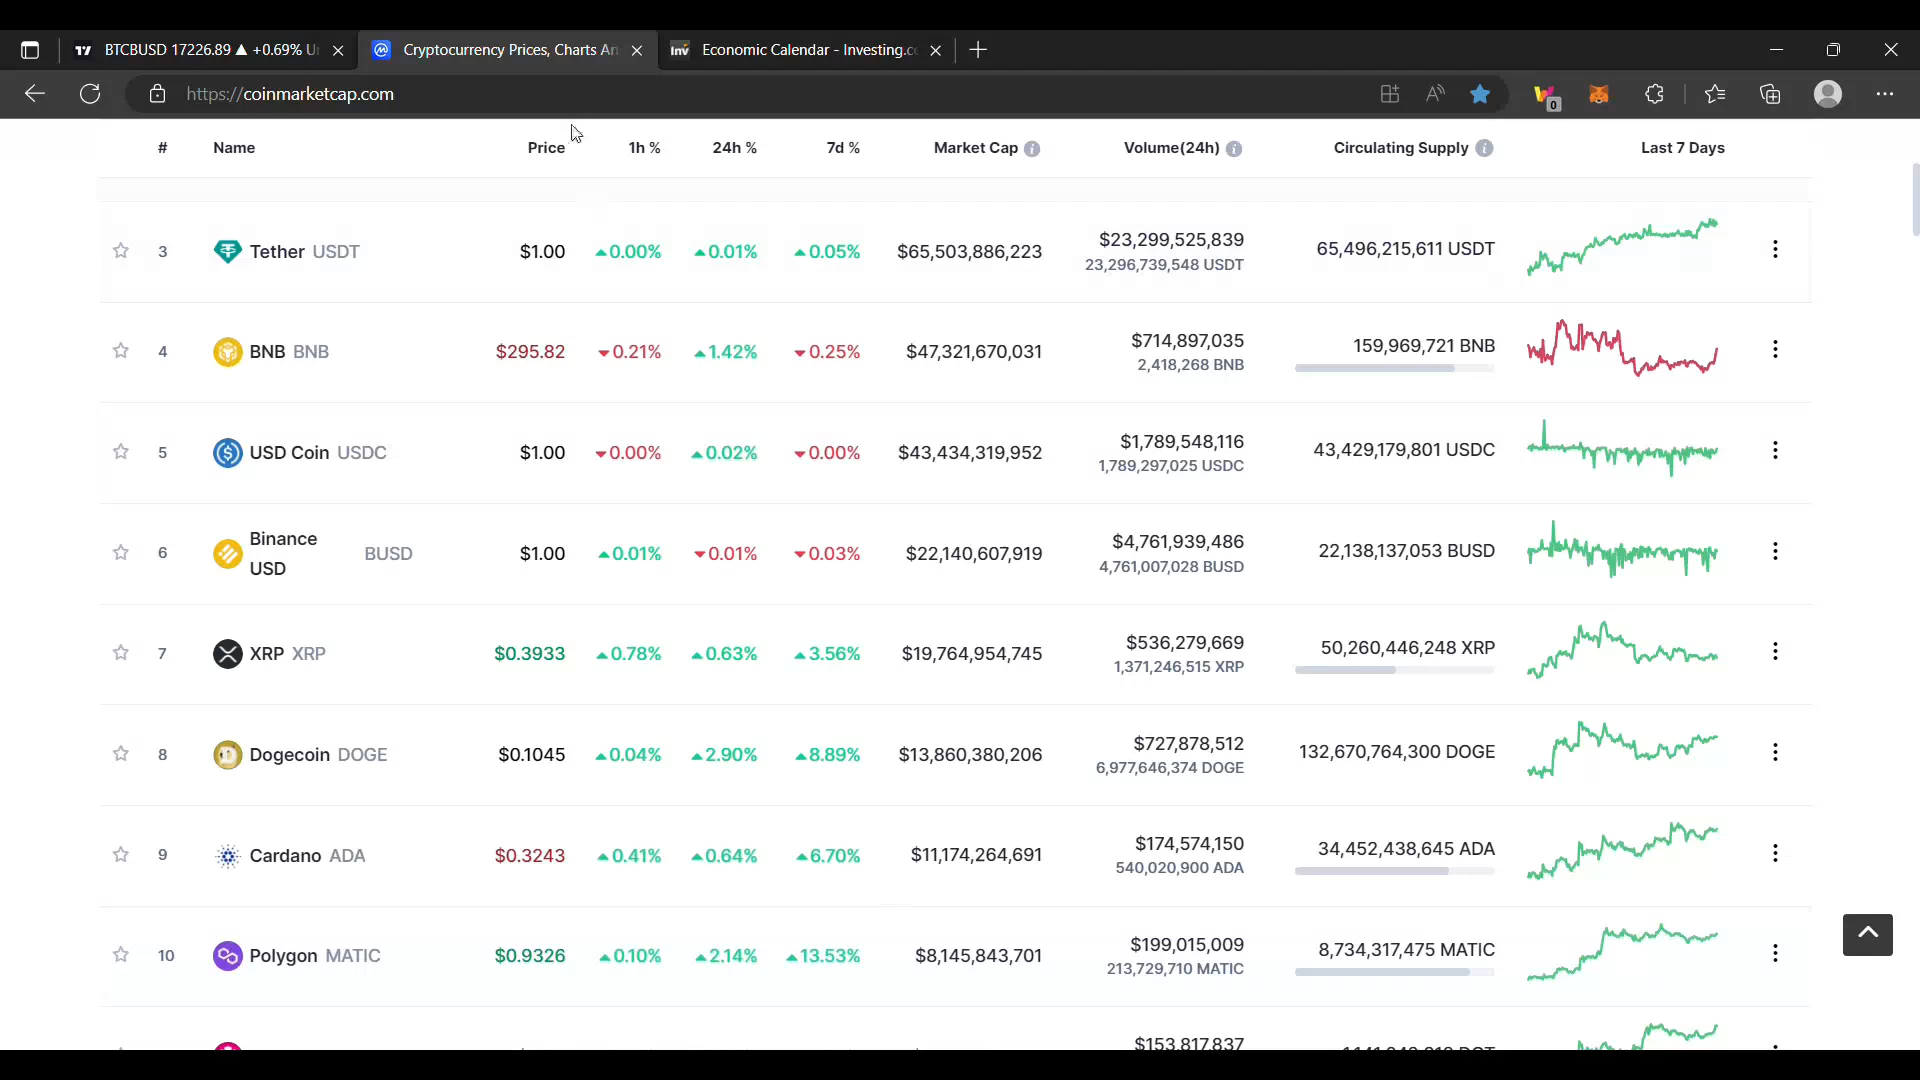 BTCBUSD 17226.89 ▲ +0.69% U
Cryptocurrency Prices, Charts An
Economic Calendar - Investing.c
https://coinmarketcap.com
0
# Name Price 1h % 24h % 7d % Market Cap Volume(24h) Circulating Supply Last 7 Days
3 Tether USDT $1.00 0.00% 0.01% 0.05% $65,503,886,223 $23,299,525,839 65,496,215,611 USDT
23,296,739,548 USDT
4 BNB BNB $295.82 0.21% 1.42% 0.25% $47,321,670,031 $714,897,035 159,969,721 BNB
2,418,268 BNB
5 USD Coin USDC $1.00 0.00% 0.02% 0.00% $43,434,319,952 $1,789,548,116 43,429,179,801 USDC
1,789,297,025 USDC
6 Binance USD BUSD $1.00 0.01% 0.01% 0.03% $22,140,607,919 $4,761,939,486 22,138,137,053 BUSD
4,761,007,028 BUSD
7 XRP XRP $0.3933 0.78% 0.63% 3.56% $19,764,954,745 $536,279,669 50,260,446,248 XRP
1,371,246,515 XRP
8 Dogecoin DOGE $0.1045 0.04% 2.90% 8.89% $13,860,380,206 $727,878,512 132,670,764,300 DOGE
6,977,646,374 DOGE
9 Cardano ADA $0.3243 0.41% 0.64% 6.70% $11,174,264,691 $174,574,150 34,452,438,645 ADA
540,020,900 ADA
10 Polygon MATIC $0.9326 0.10% 2.14% 13.53% $8,145,843,701 $199,015,009 8,734,317,475 MATIC
213,729,710 MATIC
$153,817,837